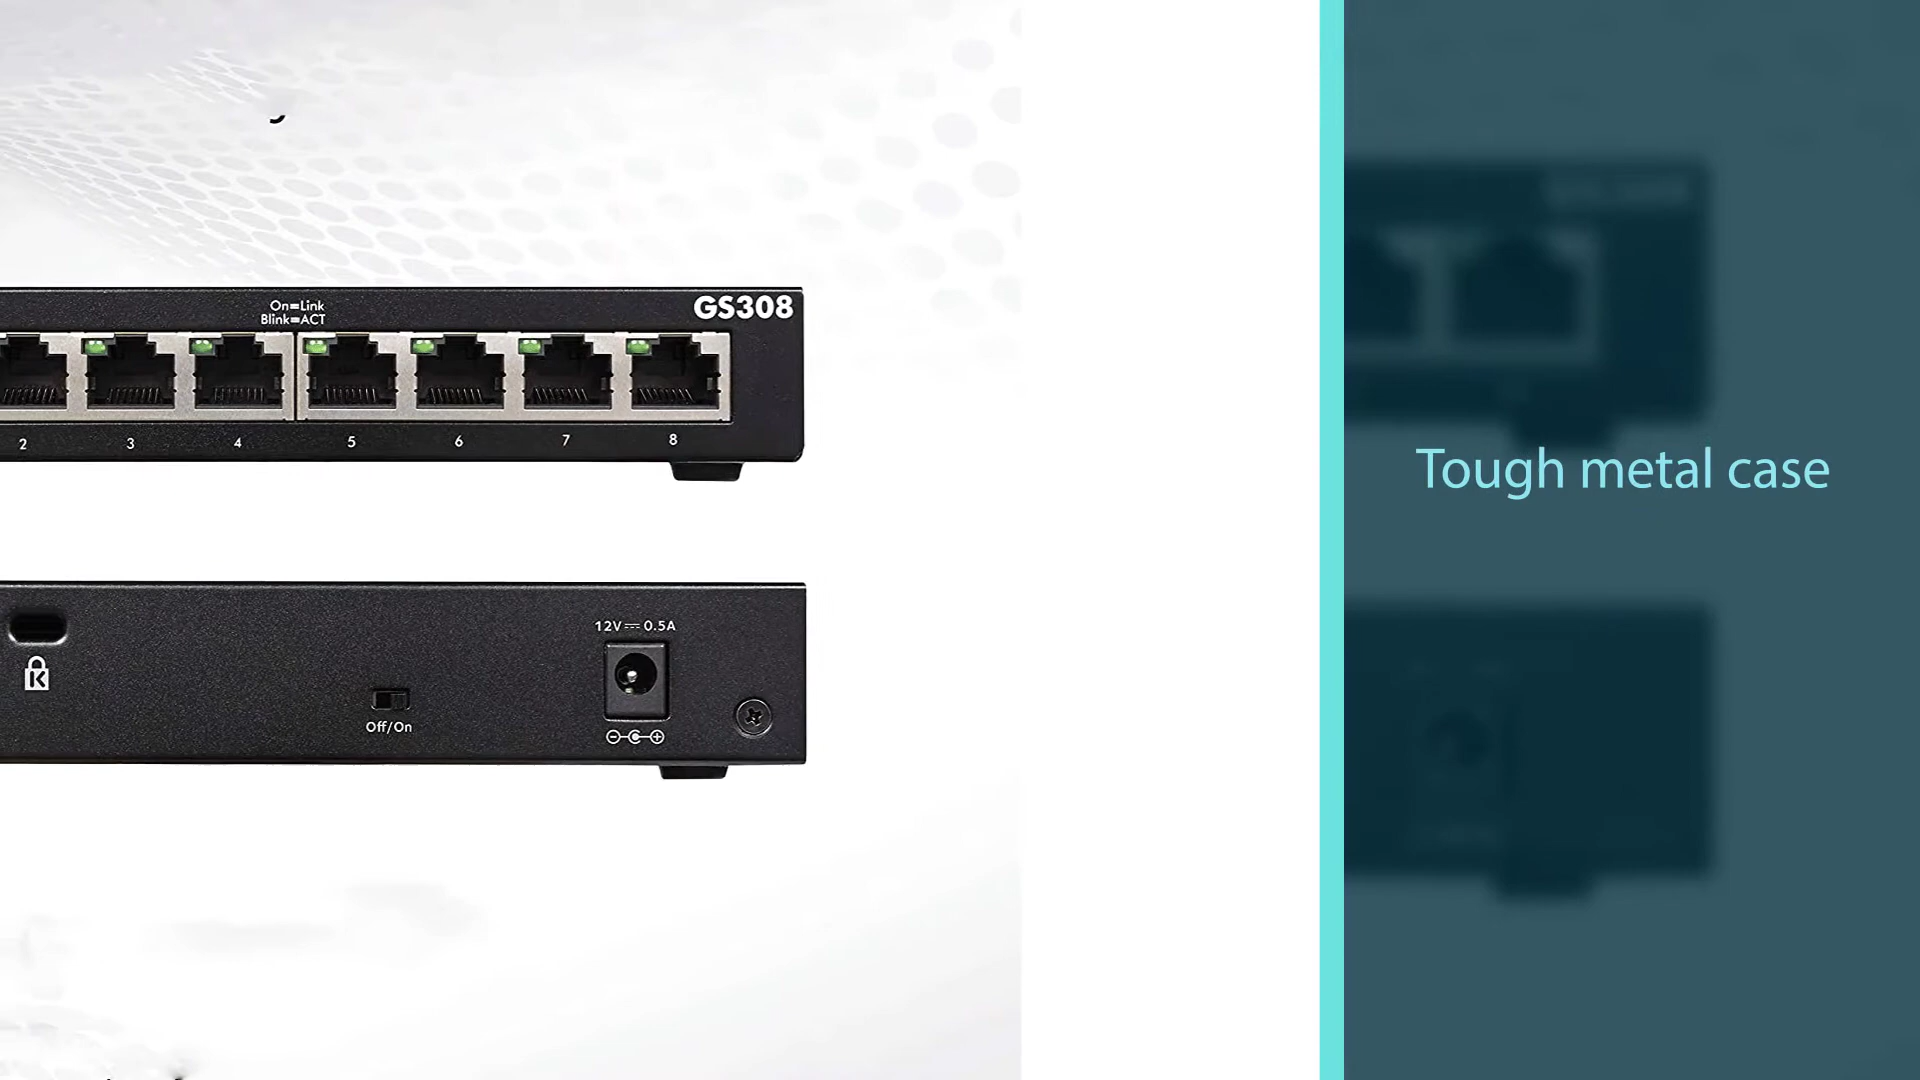 On=Link
Blink=ACT
GS308
2 3 4 5 6 7 8
Tough metal case
12V⎓0.5A
K
Off/On